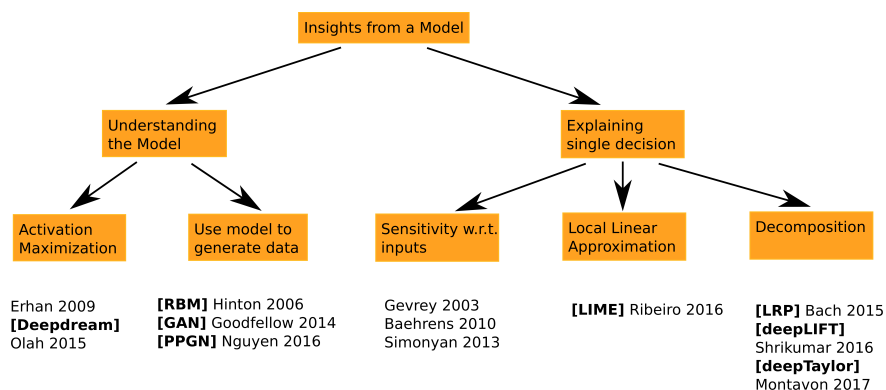 Insights from a Model
Understanding
the Model
Explaining
single decision
Activation
Maximization
Use model to
generate data
Sensitivity w.r.t.
inputs
Local Linear
Approximation
Decomposition
Erhan 2009
[Deepdream]
Olah 2015
[RBM] Hinton 2006
[GAN] Goodfellow 2014
[PPGN] Nguyen 2016
Gevrey 2003
Baehrens 2010
Simonyan 2013
[LIME] Ribeiro 2016
[LRP] Bach 2015
[deepLIFT]
Shrikumar 2016
[deepTaylor]
Montavon 2017